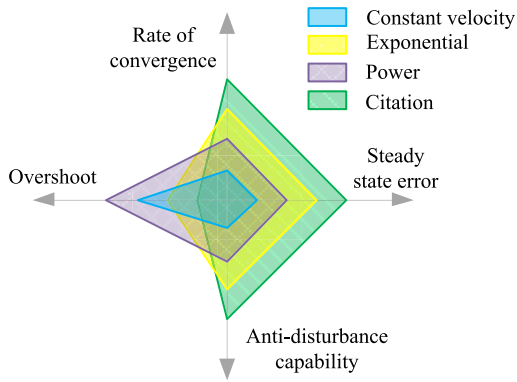 Rate of
convergence
Constant velocity
Exponential
Power
Citation
Overshoot
Steady
state error
Anti-disturbance
capability